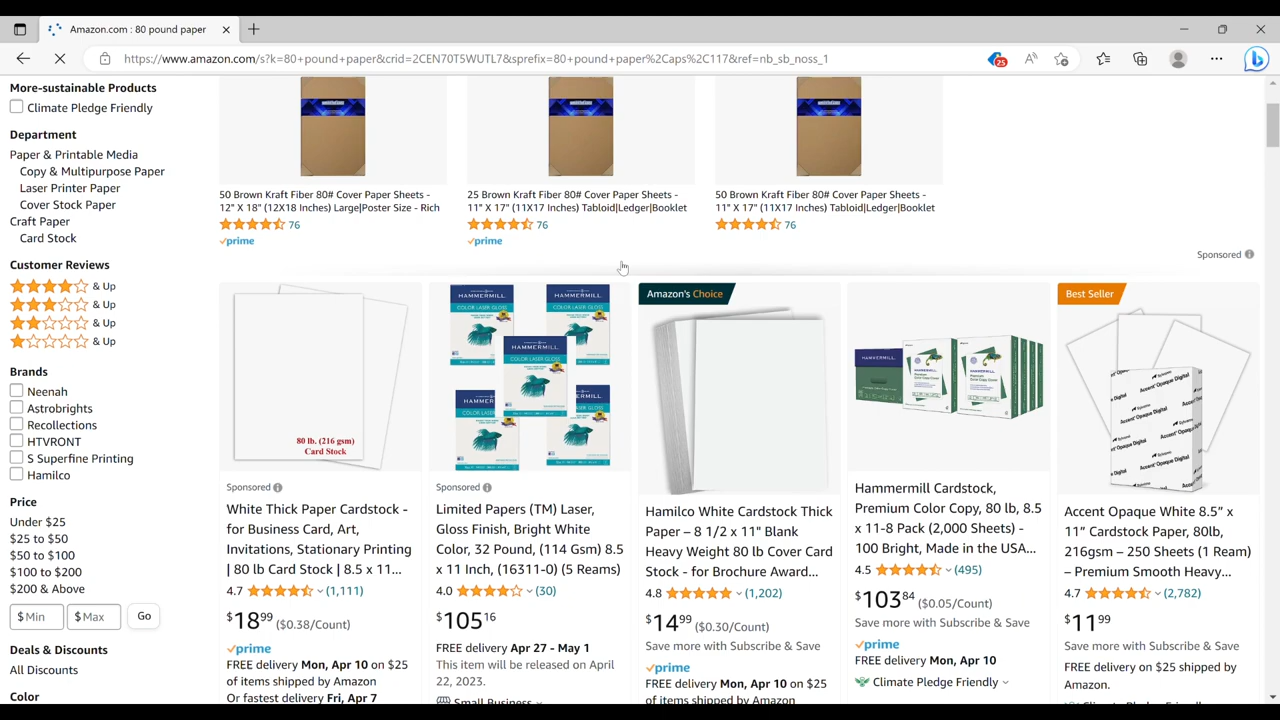 Amazon.com : 80 pound paper
https://www.amazon.com/s?k=80+pound+paper&crid=2CEN70T5WUTL7&sprefix=80+pound+paper%2Caps%2C117&ref=nb_sb_noss_1
25
More-sustainable Products
Climate Pledge Friendly
Department
Paper & Printable Media
Copy & Multipurpose Paper
Laser Printer Paper
Cover Stock Paper
Craft Paper
Card Stock
Customer Reviews
& Up
& Up
& Up
& Up
Brands
Neenah
Astrobrights
Recollections
HTVRONT
S Superfine Printing
Hamilco
Price
Under $25
$25 to $50
$50 to $100
$100 to $200
$200 & Above
$ Min
$ Max
Go
Deals & Discounts
All Discounts
Color
50 Brown Kraft Fiber 80# Cover Paper Sheets -
12" X 18" (12X18 Inches) Large|Poster Size - Rich
76
prime
25 Brown Kraft Fiber 80# Cover Paper Sheets -
11" X 17" (11X17 Inches) Tabloid|Ledger|Booklet
76
prime
50 Brown Kraft Fiber 80# Cover Paper Sheets -
11" X 17" (11X17 Inches) Tabloid|Ledger|Booklet
76
Sponsored
80 lb. (216 gsm)
Card Stock
Sponsored
White Thick Paper Cardstock -
for Business Card, Art,
Invitations, Stationary Printing
| 80 lb Card Stock | 8.5 x 11...
4.7
(1,111)
$18 99 ($0.38/Count)
prime
FREE delivery Mon, Apr 10 on $25
of items shipped by Amazon
Or fastest delivery Fri, Apr 7
HAMMERMILL
COLOR LASER GLOSS
HAMMERMILL
COLOR LASER GLOSS
HAMMERMILL
COLOR LASER GLOSS
Sponsored
Limited Papers (TM) Laser,
Gloss Finish, Bright White
Color, 32 Pound, (114 Gsm) 8.5
x 11 Inch, (16311-0) (5 Reams)
4.0
(30)
$105 16
FREE delivery Apr 27 - May 1
This item will be released on April
22, 2023.
Small Business
Amazon's Choice
Hamilco White Cardstock Thick
Paper – 8 1/2 x 11" Blank
Heavy Weight 80 lb Cover Card
Stock - for Brochure Award...
4.8
(1,202)
$14 99 ($0.30/Count)
Save more with Subscribe & Save
prime
FREE delivery Mon, Apr 10 on $25
of items shipped by Amazon
HAMMERMILL
Hammermill Cardstock,
Premium Color Copy, 80 lb, 8.5
x 11-8 Pack (2,000 Sheets) -
100 Bright, Made in the USA...
4.5
(495)
$103 84 ($0.05/Count)
Save more with Subscribe & Save
prime
FREE delivery Mon, Apr 10
Climate Pledge Friendly
Best Seller
Accent Opaque Digital
Accent Opaque White 8.5” x
11” Cardstock Paper, 80lb,
216gsm – 250 Sheets (1 Ream)
– Premium Smooth Heavy...
4.7
(2,782)
$11 99
Save more with Subscribe & Save
FREE delivery on $25 shipped by
Amazon.